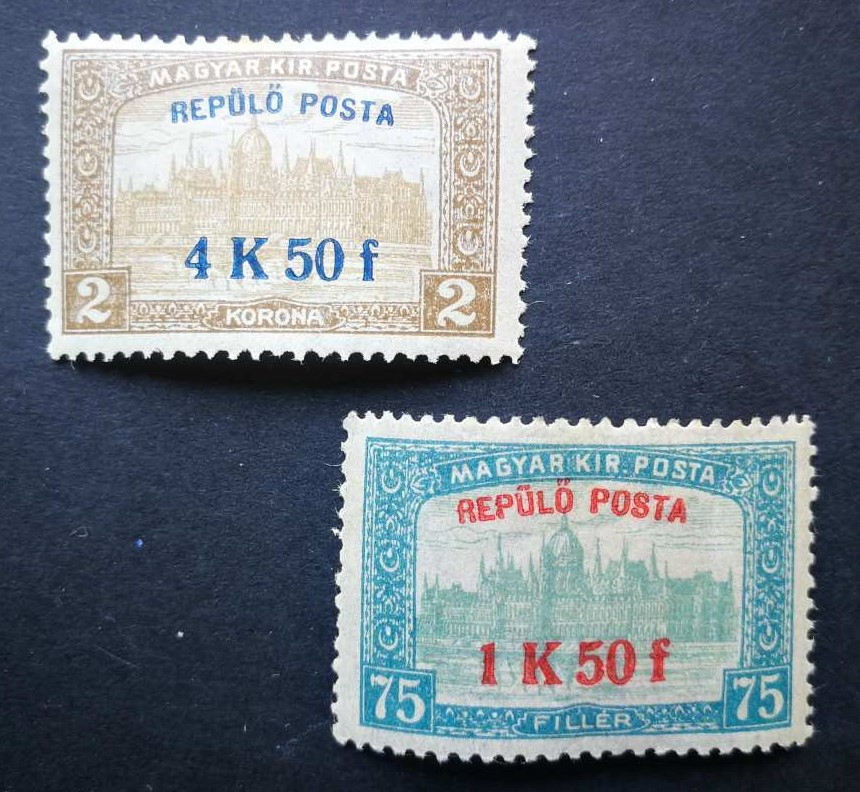 MAGYAR KIR. POSTA
REPÜLŐ POSTA
4 K 50 f
2 KORONA 2
MAGYAR KIR. POSTA
REPÜLŐ POSTA
1 K 50 f
75 FILLÉR 75